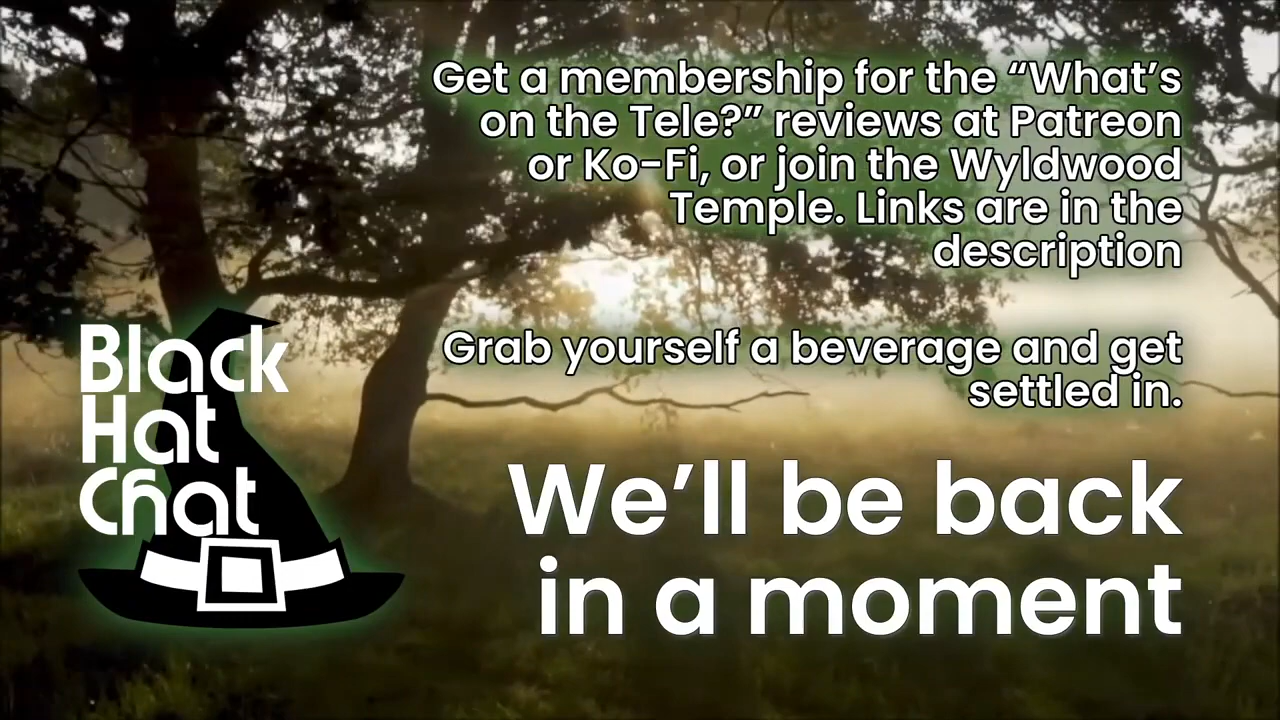 Get a membership for the “What’s
on the Tele?” reviews at Patreon
or Ko-Fi, or join the Wyldwood
Temple. Links are in the
description
Grab yourself a beverage and get
settled in.
We’ll be back
in a moment
Black
Hat
Chat